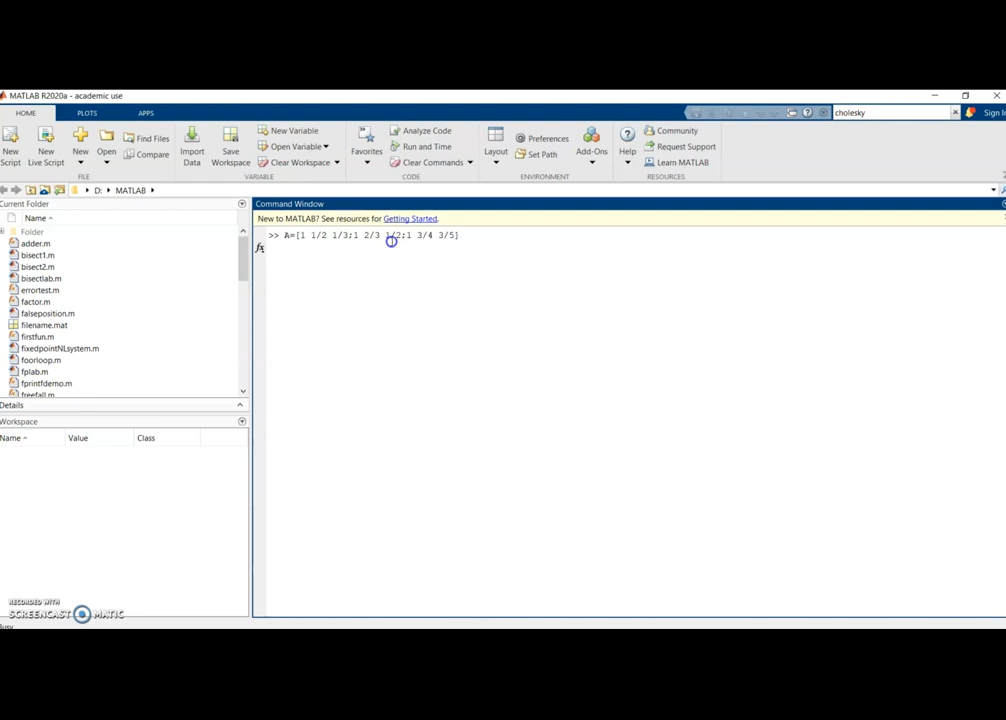 MATLAB R2020a - academic use
HOME PLOTS APPS cholesky Sign In
New Script
New Live Script
New
Open
Find Files
Compare
Import Data
Save Workspace
New Variable
Open Variable
Clear Workspace
Favorites
Analyze Code
Run and Time
Clear Commands
Layout
Preferences
Set Path
Add-Ons
Help
Community
Request Support
Learn MATLAB
FILE VARIABLE CODE ENVIRONMENT RESOURCES
D: MATLAB
Current Folder
Name
Folder
adder.m
bisect1.m
bisect2.m
bisectlab.m
errortest.m
factor.m
falseposition.m
filename.mat
firstfun.m
fixedpointNLsystem.m
foorloop.m
fplab.m
fprintfdemo.m
freefall.m
Details
Workspace
Name Value Class
Command Window
New to MATLAB? See resources for Getting Started.
>> A=[1 1/2 1/3;1 2/3 1/2;1 3/4 3/5]
fx
RECORDED WITH
SCREENCAST MATIC